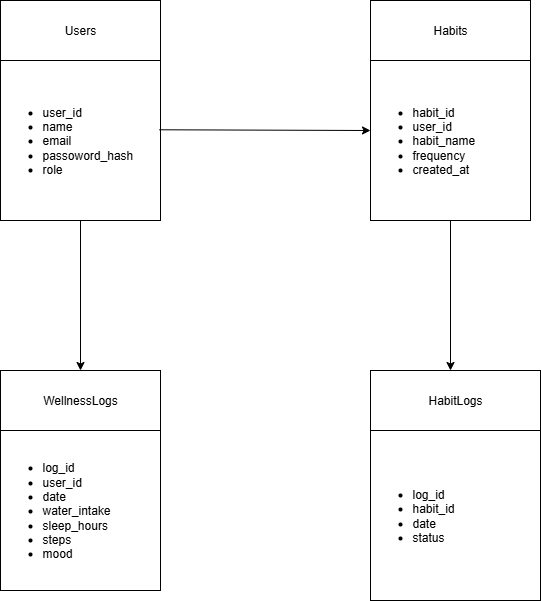 Users
user_id
name
email
passoword_hash
role
Habits
habit_id
user_id
habit_name
frequency
created_at
WellnessLogs
log_id
user_id
date
water_intake
sleep_hours
steps
mood
HabitLogs
log_id
habit_id
date
status